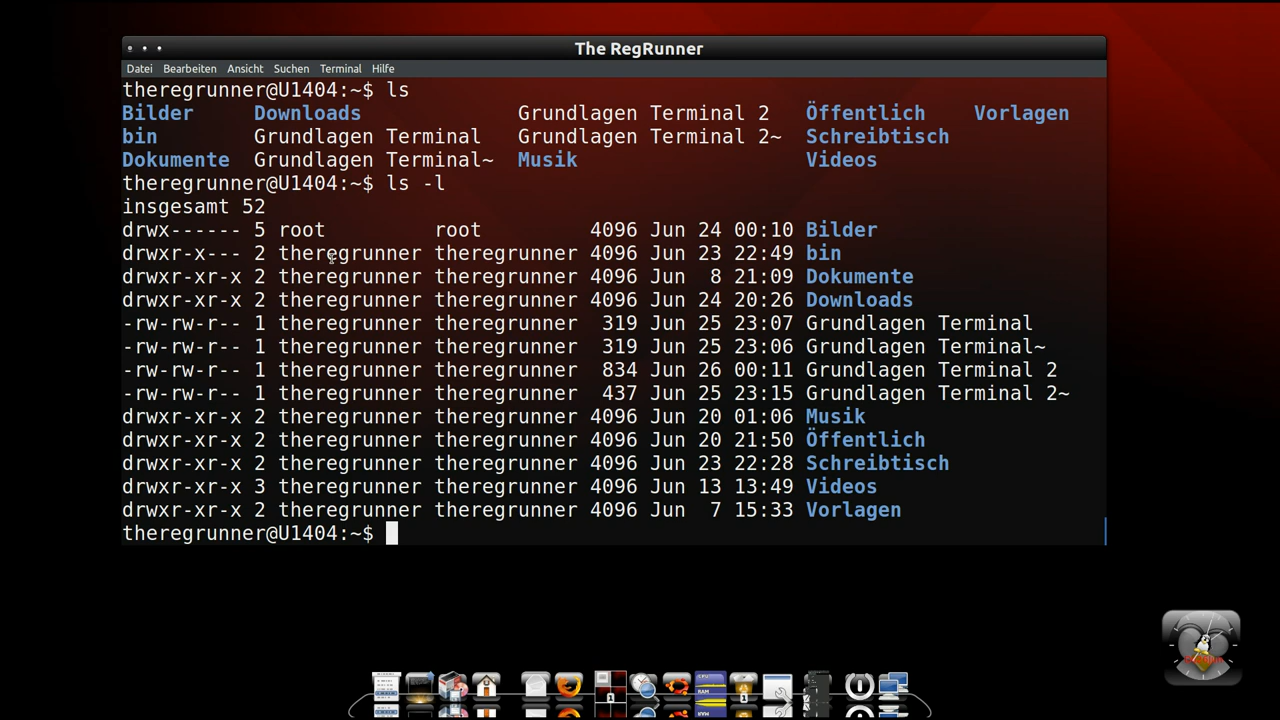 The RegRunner
Datei Bearbeiten Ansicht Suchen Terminal Hilfe
theregrunner@U1404:~$ ls
Bilder Downloads Grundlagen Terminal 2 Öffentlich Vorlagen
bin Grundlagen Terminal Grundlagen Terminal 2~ Schreibtisch
Dokumente Grundlagen Terminal~ Musik Videos
theregrunner@U1404:~$ ls -l
insgesamt 52
drwx------ 5 root root 4096 Jun 24 00:10 Bilder
drwxr-x--- 2 theregrunner theregrunner 4096 Jun 23 22:49 bin
drwxr-xr-x 2 theregrunner theregrunner 4096 Jun 8 21:09 Dokumente
drwxr-xr-x 2 theregrunner theregrunner 4096 Jun 24 20:26 Downloads
-rw-rw-r-- 1 theregrunner theregrunner 319 Jun 25 23:07 Grundlagen Terminal
-rw-rw-r-- 1 theregrunner theregrunner 319 Jun 25 23:06 Grundlagen Terminal~
-rw-rw-r-- 1 theregrunner theregrunner 834 Jun 26 00:11 Grundlagen Terminal 2
-rw-rw-r-- 1 theregrunner theregrunner 437 Jun 25 23:15 Grundlagen Terminal 2~
drwxr-xr-x 2 theregrunner theregrunner 4096 Jun 20 01:06 Musik
drwxr-xr-x 2 theregrunner theregrunner 4096 Jun 20 21:50 Öffentlich
drwxr-xr-x 2 theregrunner theregrunner 4096 Jun 23 22:28 Schreibtisch
drwxr-xr-x 3 theregrunner theregrunner 4096 Jun 13 13:49 Videos
drwxr-xr-x 2 theregrunner theregrunner 4096 Jun 7 15:33 Vorlagen
theregrunner@U1404:~$